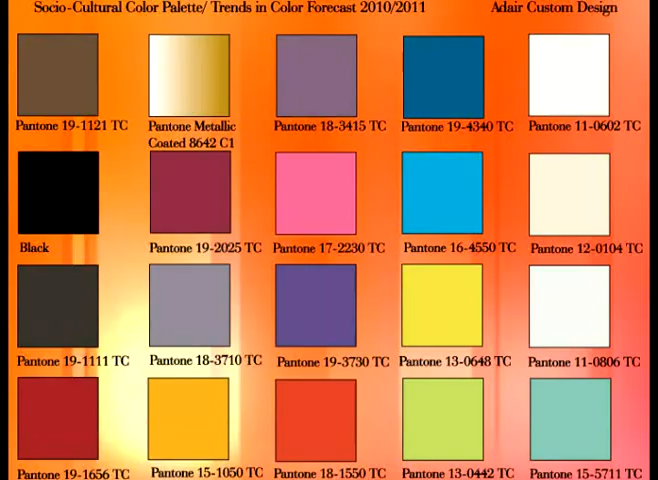 Socio-Cultural Color Palette/ Trends in Color Forecast 2010/2011 Adair Custom Design
Pantone 19-1121 TC
Pantone Metallic
Coated 8642 C1
Pantone 18-3415 TC
Pantone 19-4340 TC
Pantone 11-0602 TC
Black
Pantone 19-2025 TC
Pantone 17-2230 TC
Pantone 16-4550 TC
Pantone 12-0104 TC
Pantone 19-1111 TC
Pantone 18-3710 TC
Pantone 19-3730 TC
Pantone 13-0648 TC
Pantone 11-0806 TC
Pantone 19-1656 TC
Pantone 15-1050 TC
Pantone 18-1550 TC
Pantone 13-0442 TC
Pantone 15-5711 TC